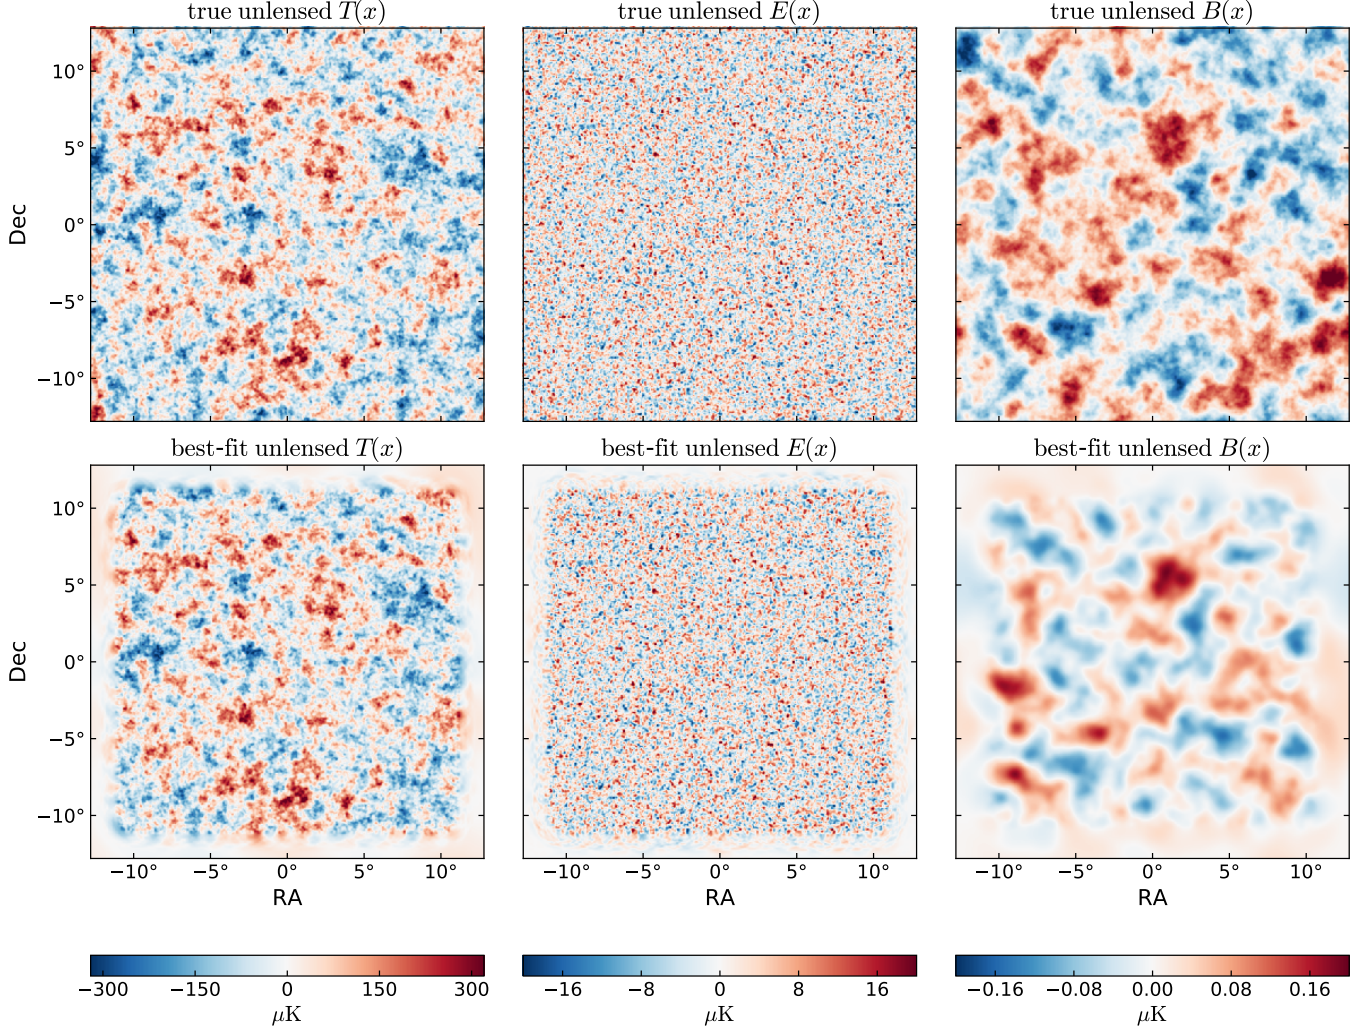 true unlensed T(x) true unlensed E(x) true unlensed B(x)
10°
5°
0°
−5°
−10°
Dec
best-fit unlensed T(x) best-fit unlensed E(x) best-fit unlensed B(x)
10°
5°
0°
−5°
−10°
Dec
−10° −5° 0° 5° 10° −10° −5° 0° 5° 10° −10° −5° 0° 5° 10°
RA RA RA
−300 −150 0 150 300 −16 −8 0 8 16 −0.16 −0.08 0.00 0.08 0.16
μK μK μK